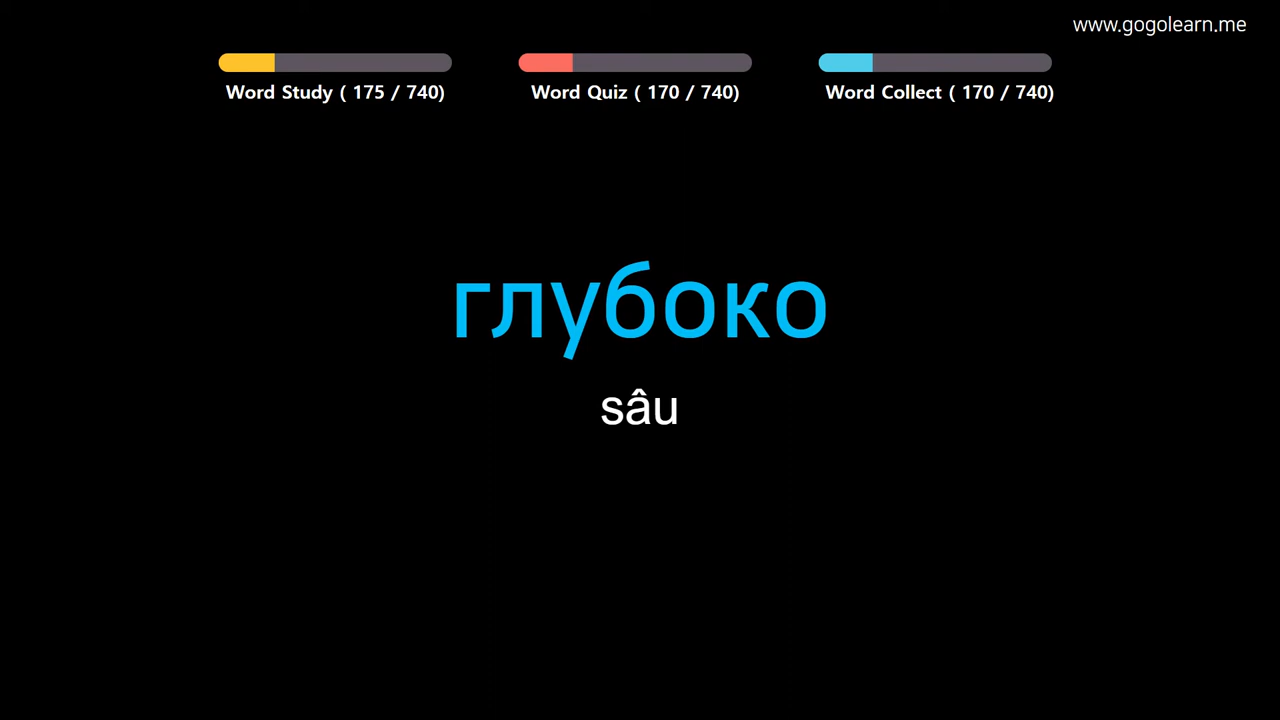 www.gogolearn.me
Word Study ( 175 / 740)
Word Quiz ( 170 / 740)
Word Collect ( 170 / 740)
глубоко
sâu